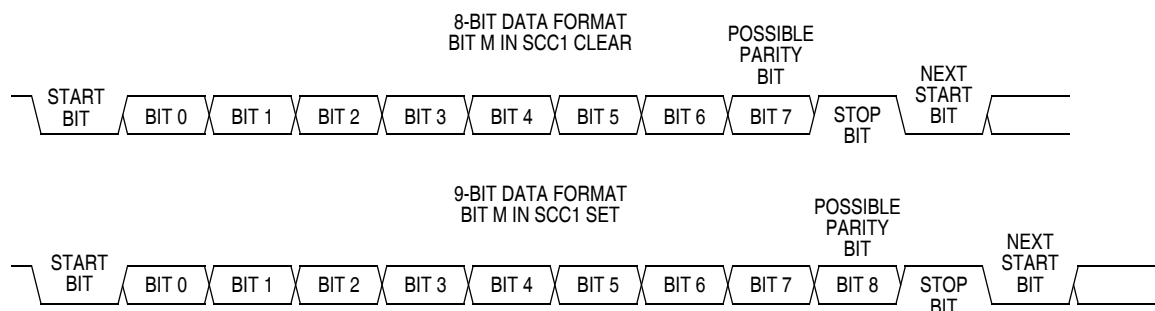 8-BIT DATA FORMAT
BIT M IN SCC1 CLEAR
POSSIBLE
PARITY
BIT
START
BIT
BIT 0
BIT 1
BIT 2
BIT 3
BIT 4
BIT 5
BIT 6
BIT 7
STOP
BIT
NEXT
START
BIT
9-BIT DATA FORMAT
BIT M IN SCC1 SET
POSSIBLE
PARITY
BIT
START
BIT
BIT 0
BIT 1
BIT 2
BIT 3
BIT 4
BIT 5
BIT 6
BIT 7
BIT 8
STOP
BIT
NEXT
START
BIT